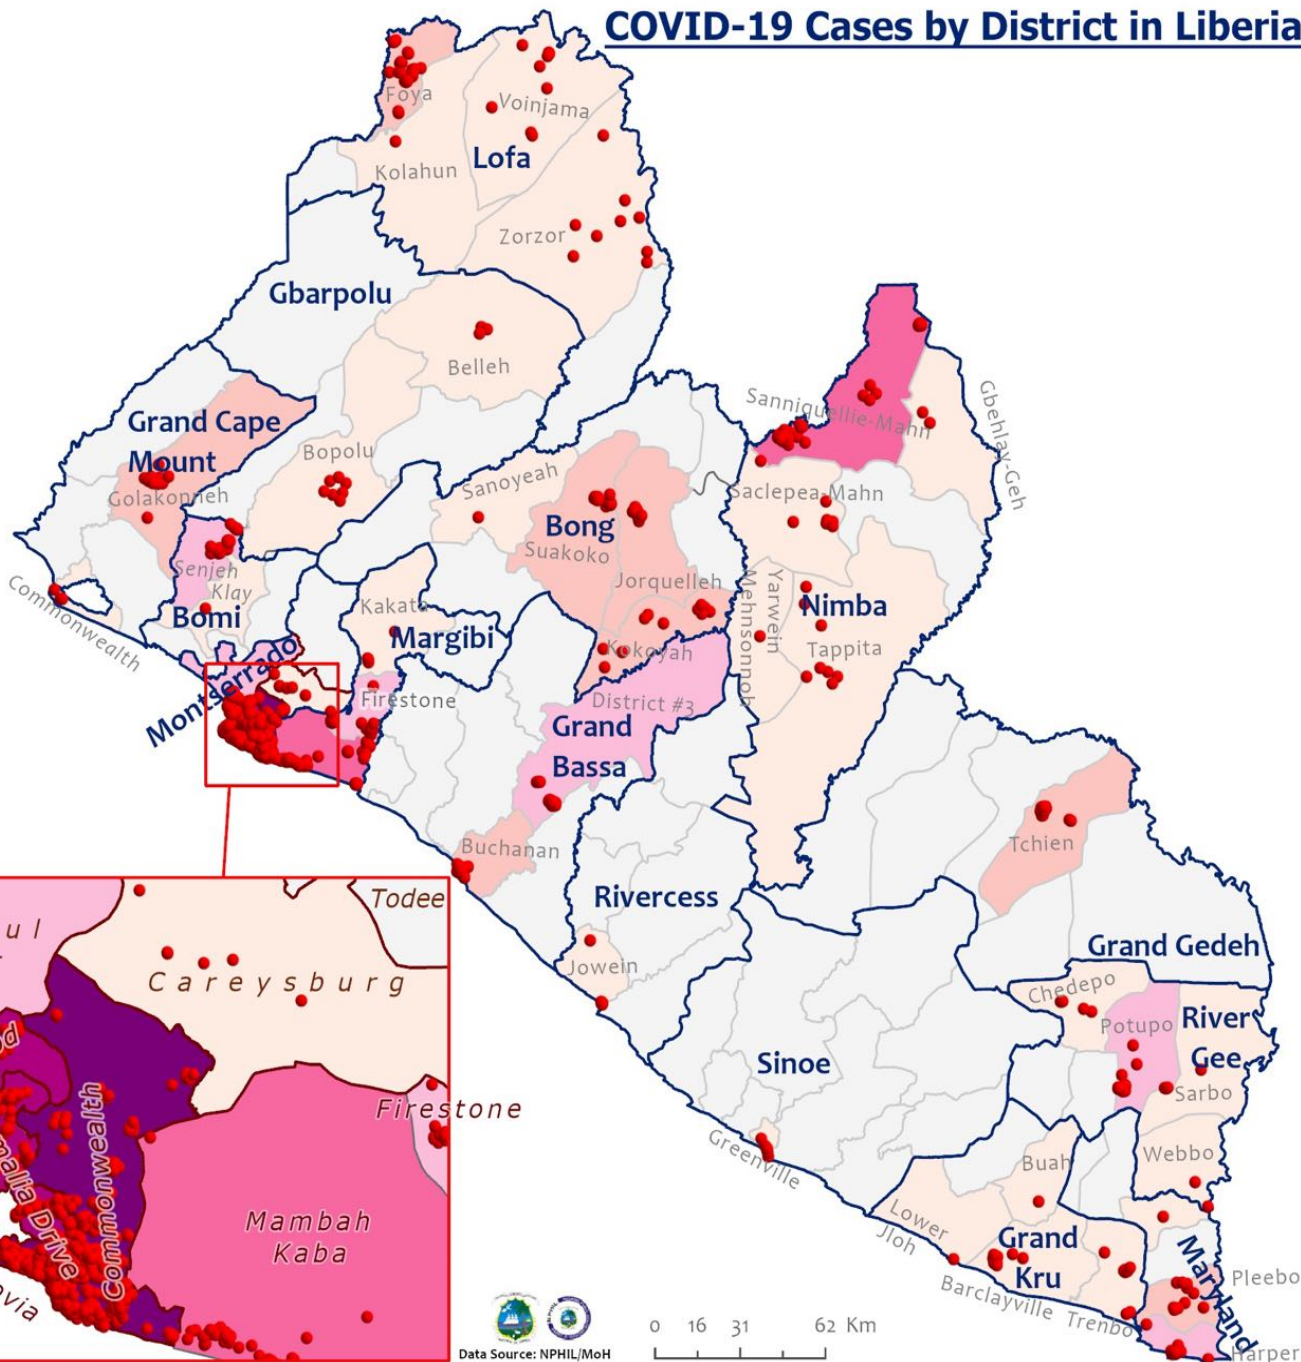 COVID-19 Cases by District in Liberia
Foya
Voinjama
Kolahun
Lofa
Zorzor
Gbarpolu
Belleh
Grand Cape
Mount
Golakonneh
Bopolu
Sanoyeah
Bong
Suakoko
Jorquelleh
Kokoyah
Sanniquellie-Mahn
Gbehlay-Geh
Saclepea-Mahn
Yarwein
Mehnsonnoh
Nimba
Tappita
Senjeh
Klay
Bomi
Commonwealth
Kakata
Margibi
Montserrado
Firestone
District #3
Grand
Bassa
Buchanan
Rivercess
Jowein
Tchien
Grand Gedeh
Chedepo
Potupo
River
Gee
Sarbo
Sinoe
Greenville
Webbo
Buah
Lower
Jloh
Grand
Kru
Barclayville
Trenbo
Maryland
Pleebo
Harper
Todee
ul
Careysburg
Firestone
Commonwealth
malia Drive
Mambah
Kaba
ovia
0 16 31 62 Km
Data Source: NPHIL/MoH